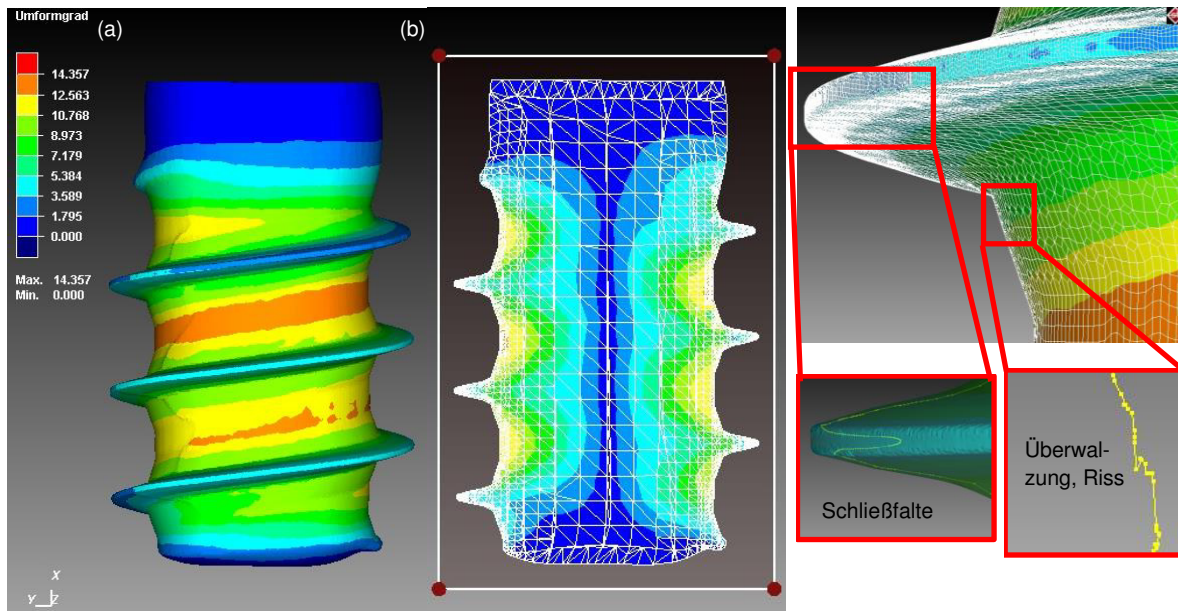 Umformgrad
(a)
(b)
14.357
12.563
10.768
8.973
7.179
5.384
3.589
1.795
0.000
Max. 14.357
Min. 0.000
X
Y Z
Schließfalte
Überwal-
zung, Riss